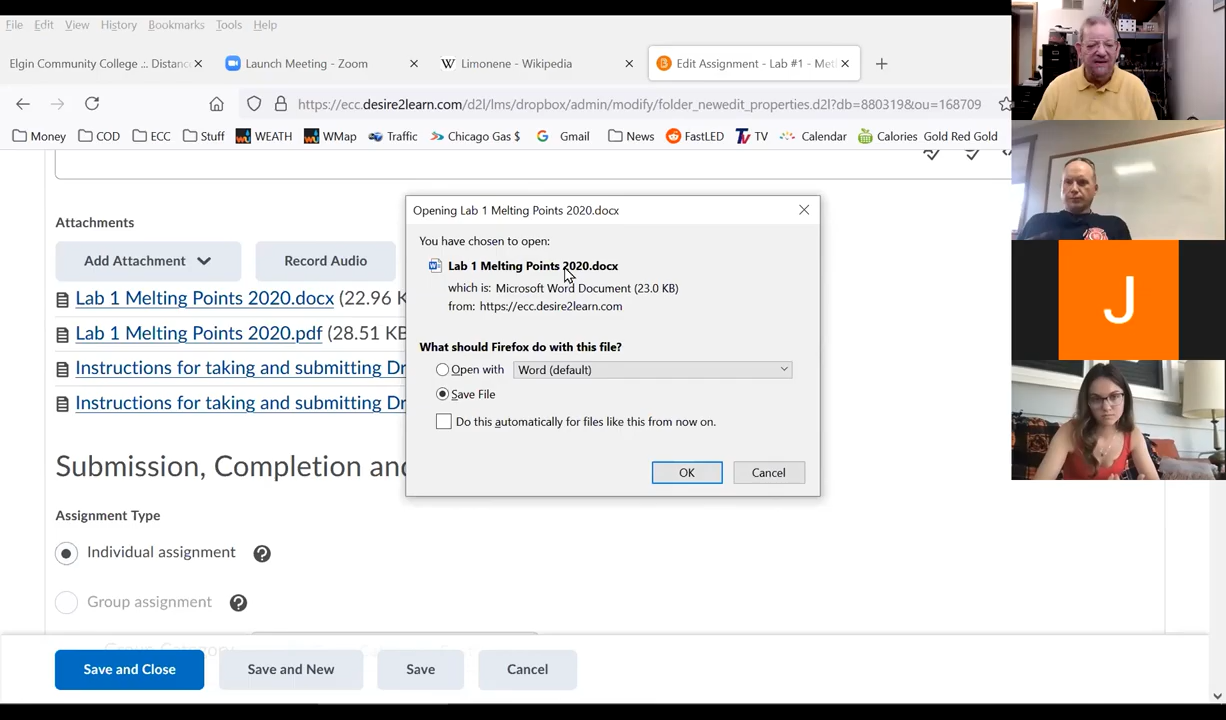 File Edit View History Bookmarks Tools Help
Elgin Community College .:. Distanc Launch Meeting - Zoom Limonene - Wikipedia Edit Assignment - Lab #1 - Melt
https://ecc.desire2learn.com/d2l/lms/dropbox/admin/modify/folder_newedit_properties.d2l?db=880319&ou=168709
Money COD ECC Stuff WEATH WMap Traffic Chicago Gas $ Gmail News FastLED TV Calendar Calories Gold Red Gold
Attachments
Add Attachment Record Audio
Lab 1 Melting Points 2020.docx (22.96 K
Lab 1 Melting Points 2020.pdf (28.51 KB
Instructions for taking and submitting Dr
Instructions for taking and submitting Dr
Opening Lab 1 Melting Points 2020.docx
You have chosen to open:
Lab 1 Melting Points 2020.docx
which is: Microsoft Word Document (23.0 KB)
from: https://ecc.desire2learn.com
What should Firefox do with this file?
Open with Word (default)
Save File
Do this automatically for files like this from now on.
OK Cancel
Submission, Completion and
Assignment Type
Individual assignment
Group assignment
Group Category
Save and Close Save and New Save Cancel
J